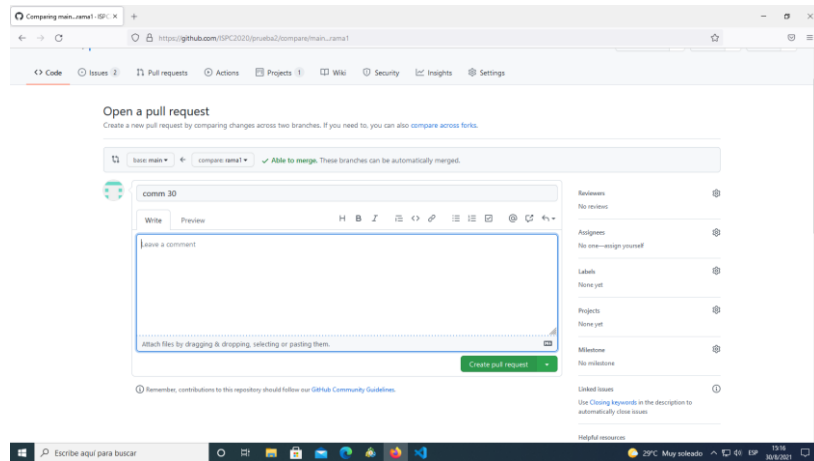 Comparing main...rama1 · ISPC
https://github.com/ISPC2020/prueba2/compare/main...rama1
Code Issues 2 Pull requests Actions Projects 1 Wiki Security Insights Settings
Open a pull request
Create a new pull request by comparing changes across two branches. If you need to, you can also compare across forks.
base: main compare: rama1 Able to merge. These branches can be automatically merged.
comm 30
Write Preview
Leave a comment
Attach files by dragging & dropping, selecting or pasting them.
Create pull request
Remember, contributions to this repository should follow our GitHub Community Guidelines.
Reviewers
No reviews
Assignees
No one—assign yourself
Labels
None yet
Projects
None yet
Milestone
No milestone
Linked issues
Use Closing keywords in the description to
automatically close issues
Helpful resources
Escribe aquí para buscar
29°C Muy soleado ESP 15:16
30/8/2021